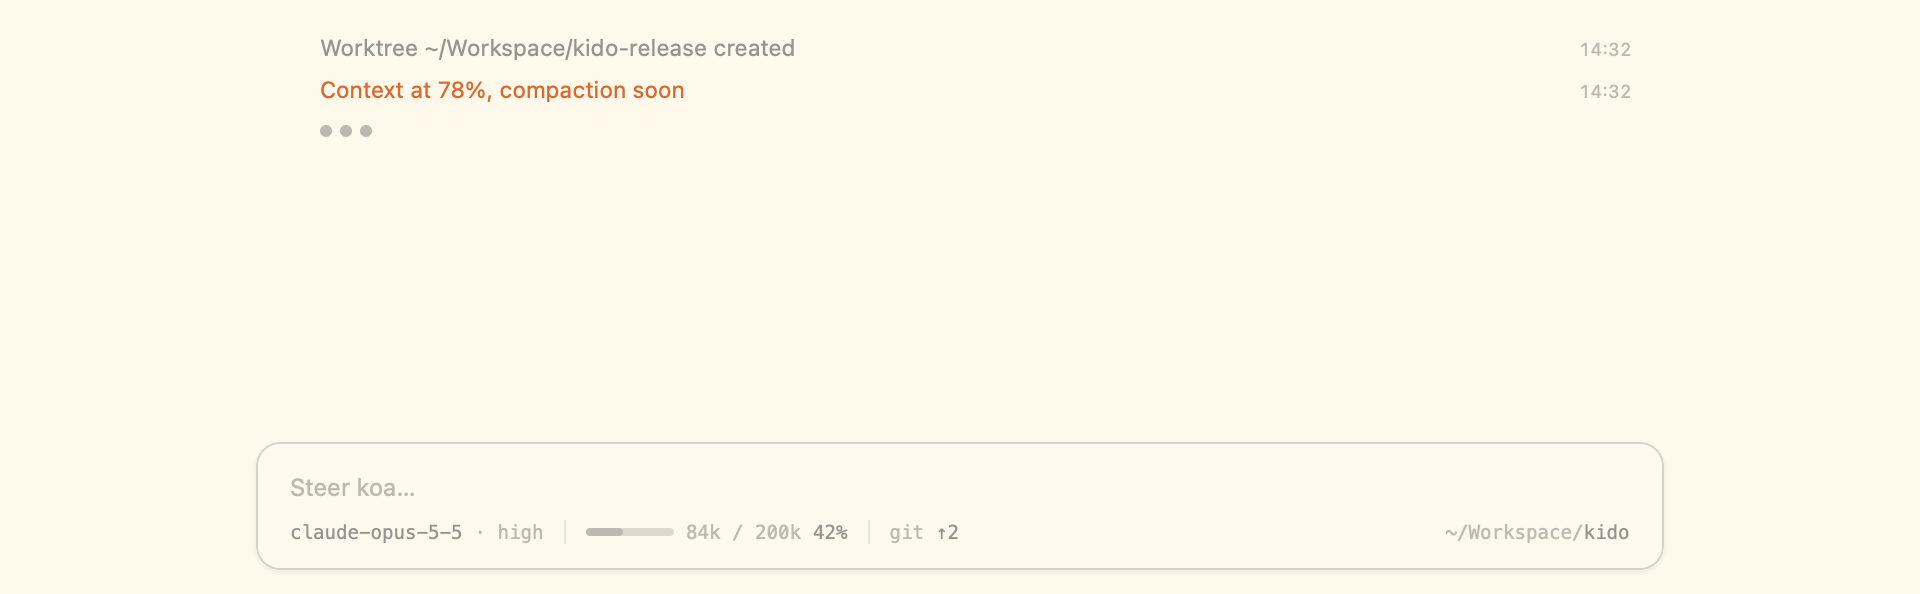 Worktree ~/Workspace/kido-release created 14:32
Context at 78%, compaction soon 14:32
Steer koa...
claude-opus-5-5 · high 84k / 200k 42% git ↑2 ~/Workspace/kido